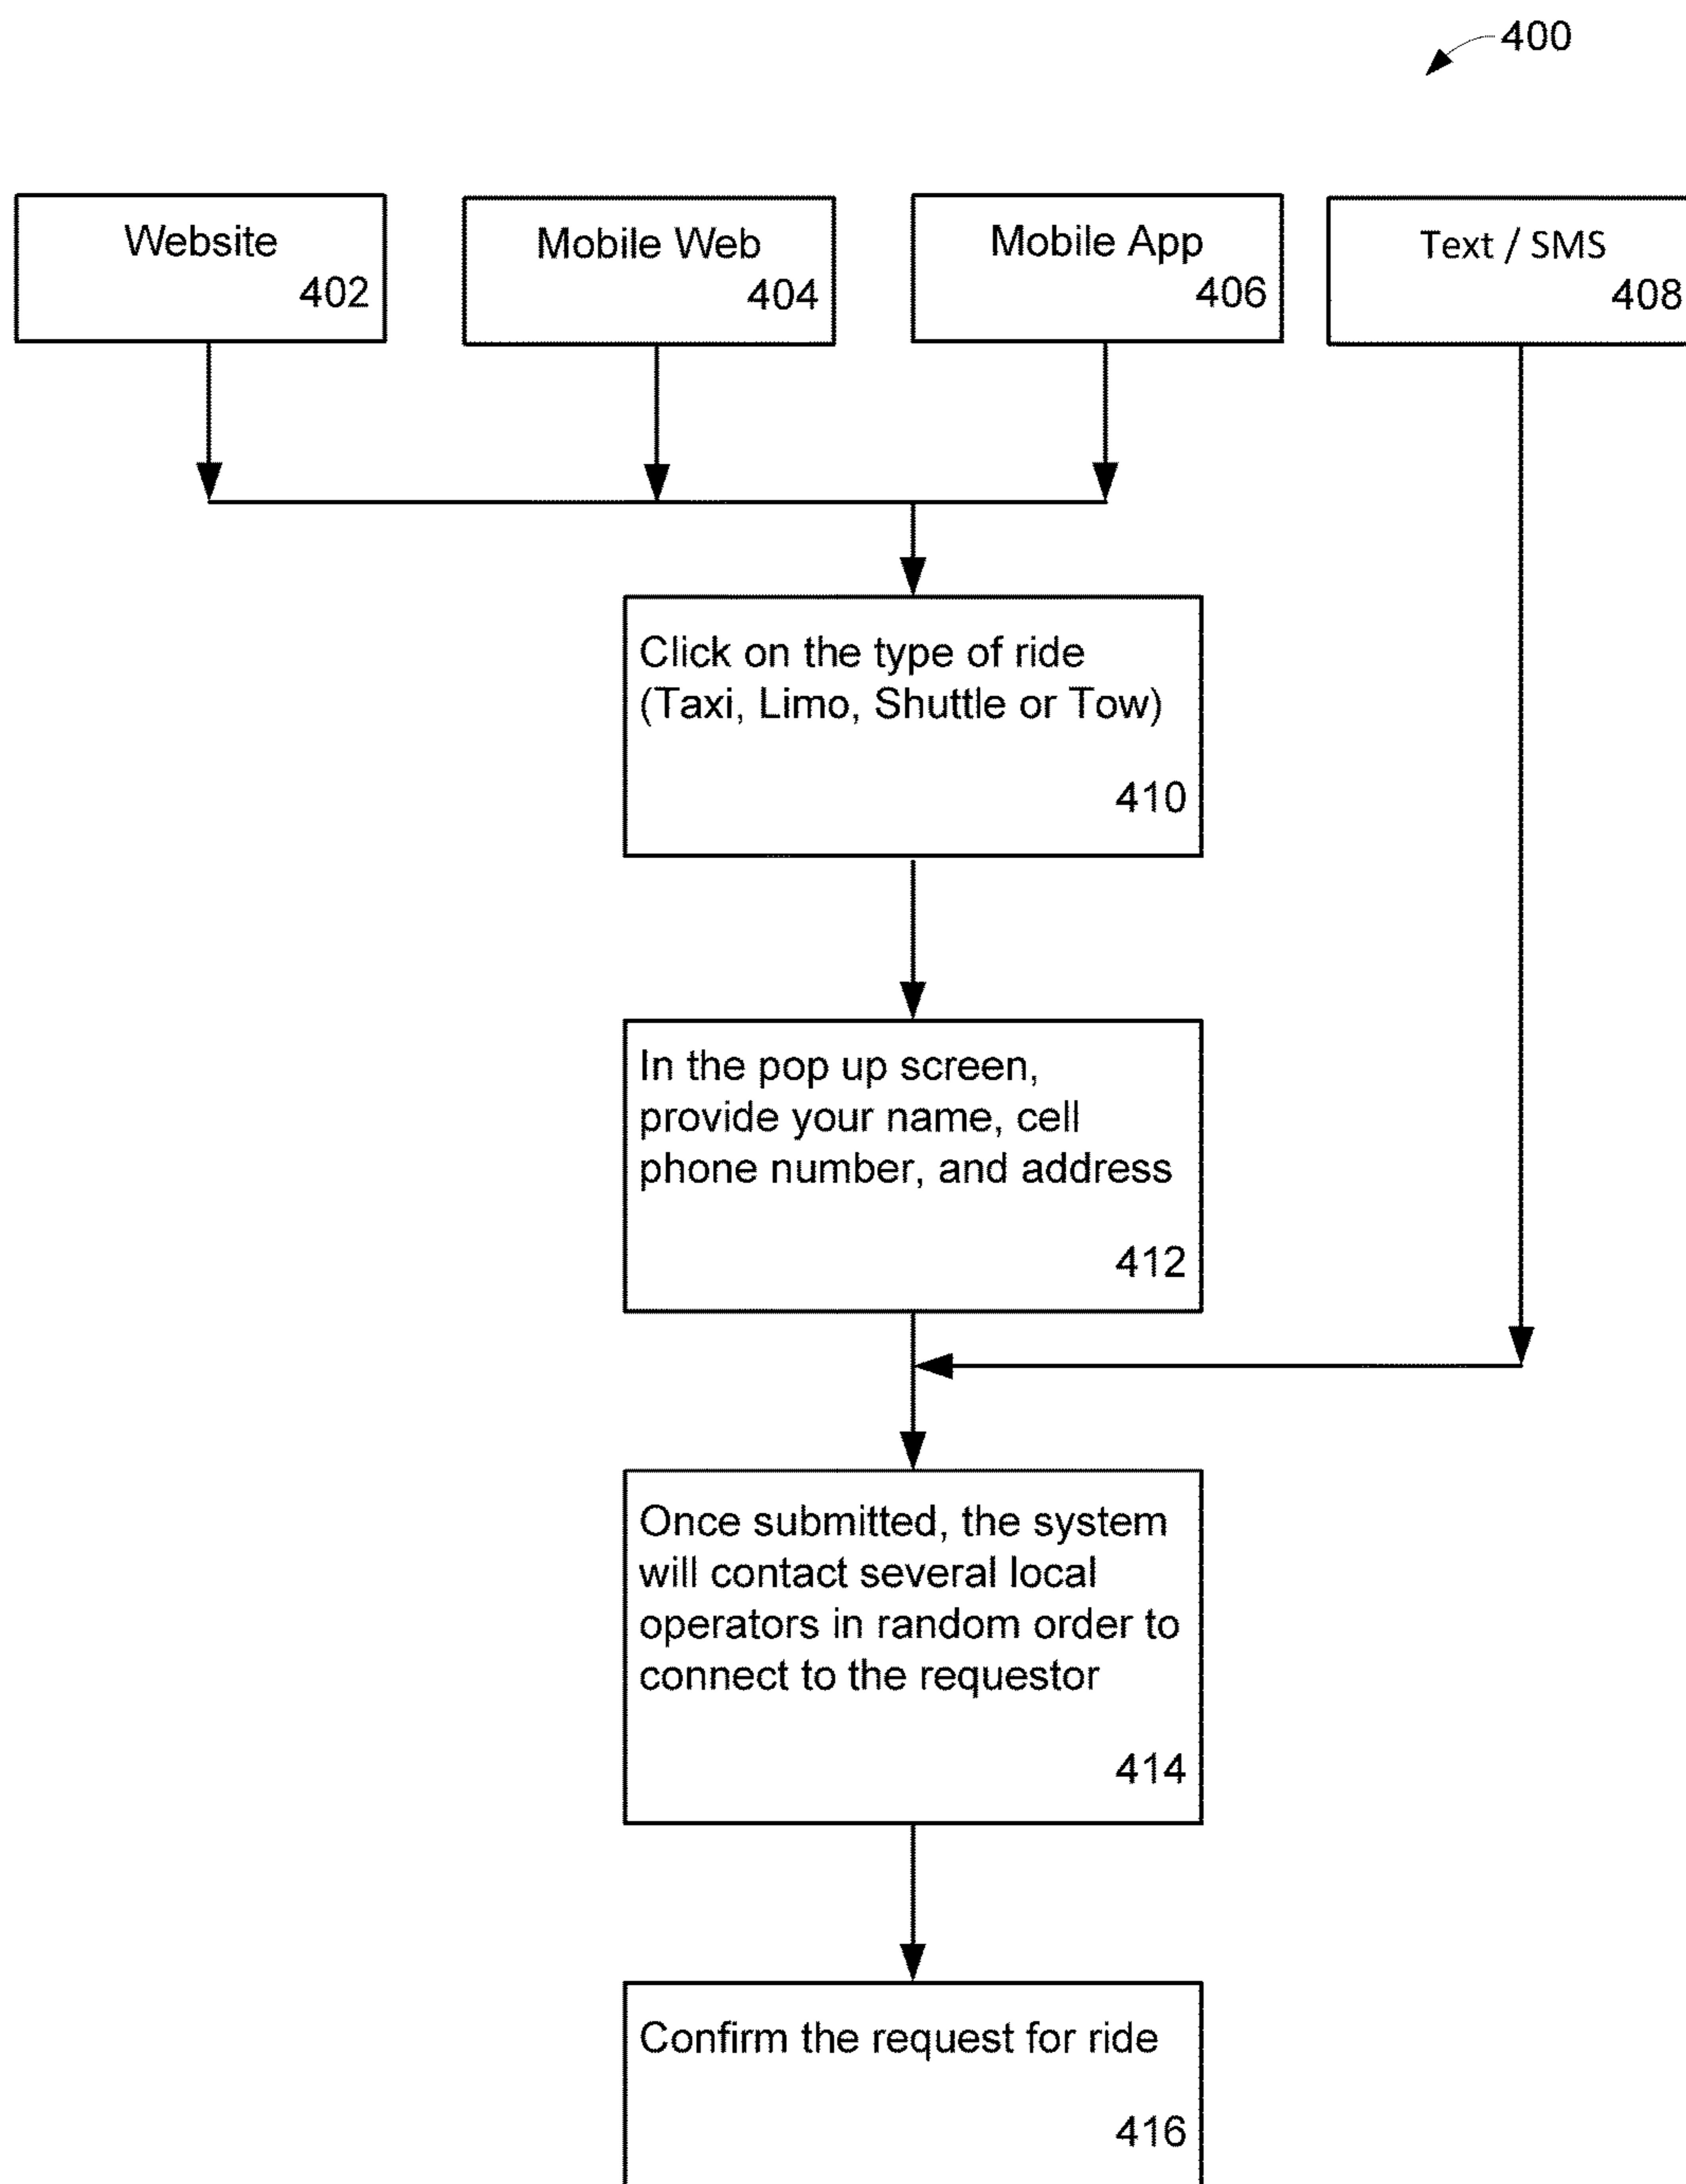 400
Website
402
Mobile Web
404
Mobile App
406
Text / SMS
408
Click on the type of ride
(Taxi, Limo, Shuttle or Tow)
410
In the pop up screen,
provide your name, cell
phone number, and address
412
Once submitted, the system
will contact several local
operators in random order to
connect to the requestor
414
Confirm the request for ride
416